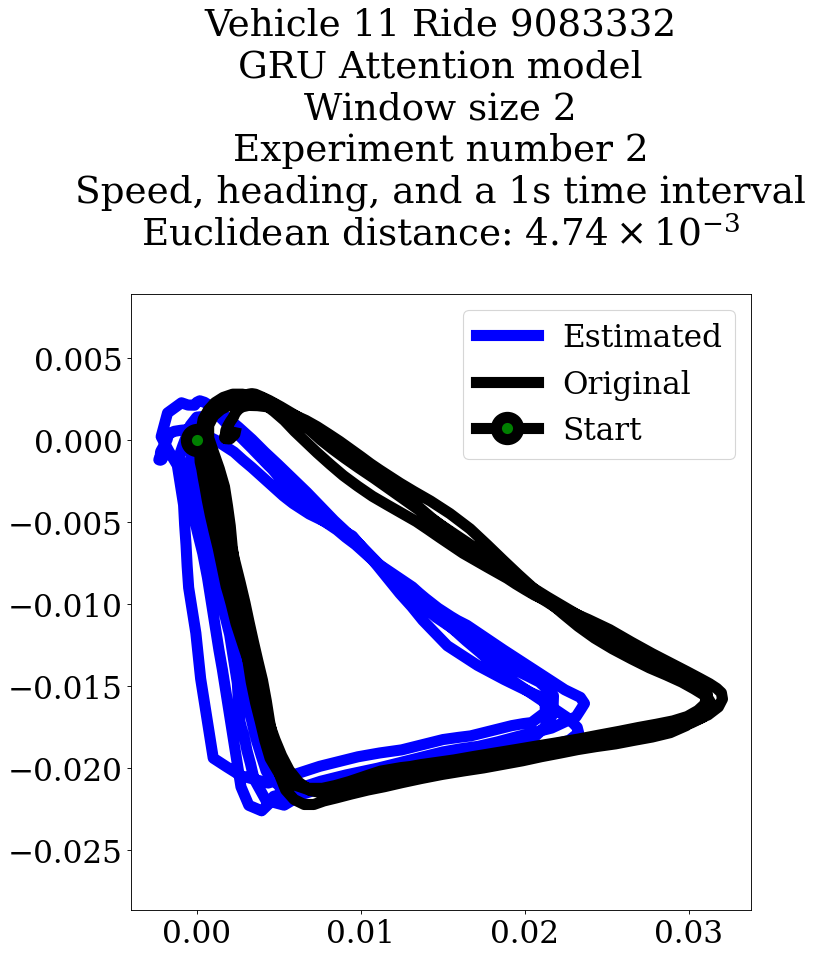 Vehicle 11 Ride 9083332
GRU Attention model
Window size 2
Experiment number 2
Speed, heading, and a 1s time interval
Euclidean distance: 4.74 × 10⁻³
Estimated
Original
Start
0.005
0.000
−0.005
−0.010
−0.015
−0.020
−0.025
0.00 0.01 0.02 0.03